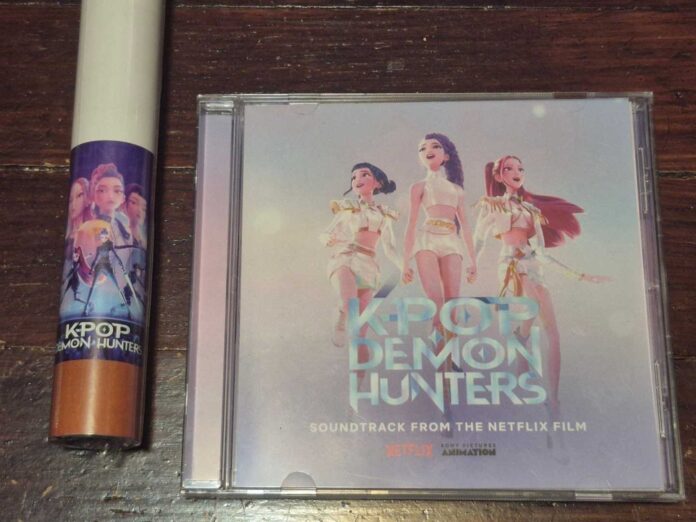 K-POP
DEMON HUNTERS
K-POP
DEMON
HUNTERS
SOUNDTRACK FROM THE NETFLIX FILM
NETFLIX
SONY PICTURES
ANIMATION